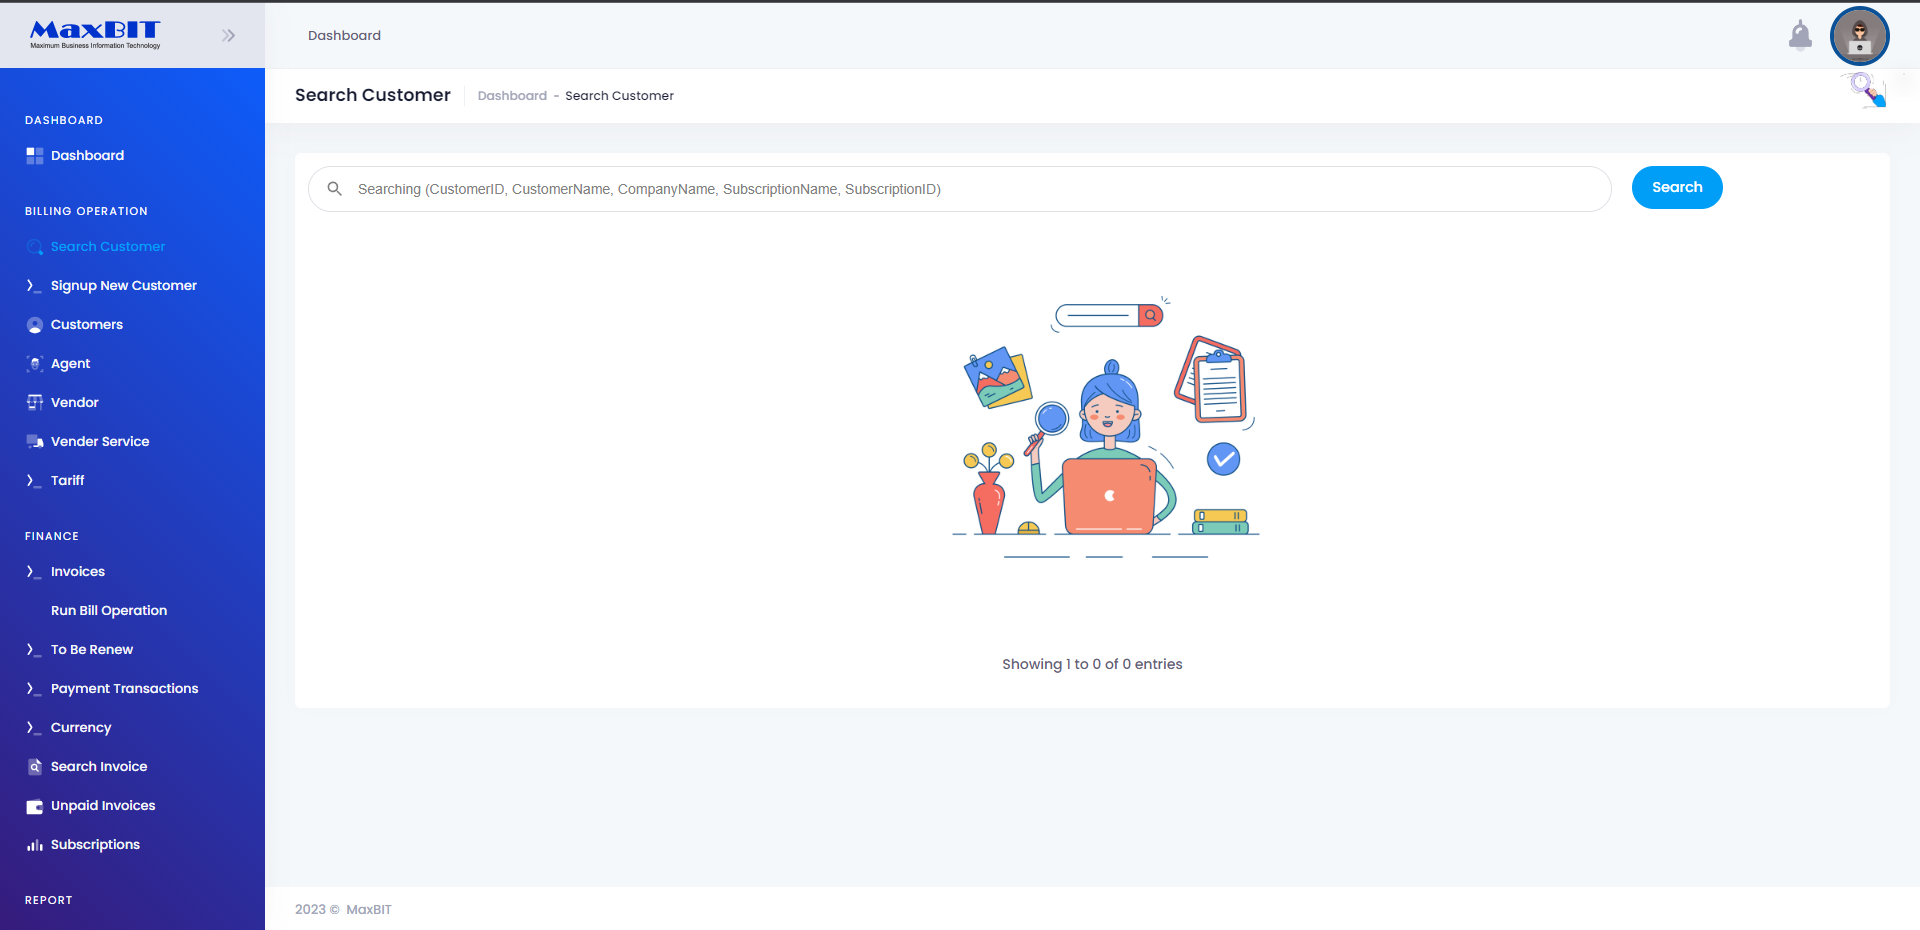 MaxBIT
Maximum Business Information Technology
Dashboard
Search Customer
Dashboard - Search Customer
DASHBOARD
Dashboard
BILLING OPERATION
Search Customer
Signup New Customer
Customers
Agent
Vendor
Vender Service
Tariff
FINANCE
Invoices
Run Bill Operation
To Be Renew
Payment Transactions
Currency
Search Invoice
Unpaid Invoices
Subscriptions
REPORT
Searching (CustomerID, CustomerName, CompanyName, SubscriptionName, SubscriptionID)
Search
Showing 1 to 0 of 0 entries
2023 © MaxBIT